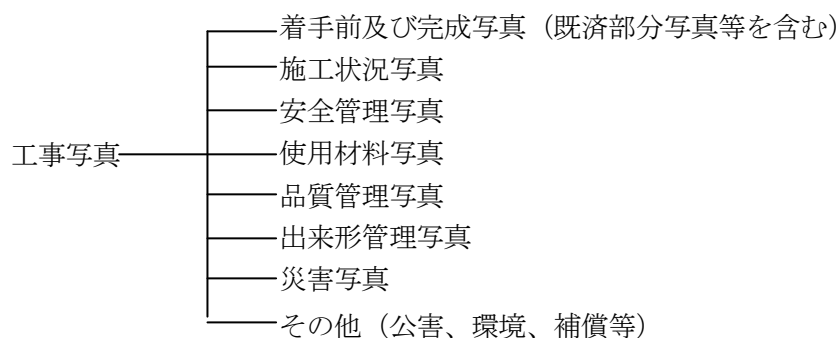 着手前及び完成写真（既済部分写真等を含む）
施工状況写真
安全管理写真
工事写真
使用材料写真
品質管理写真
出来形管理写真
災害写真
その他（公害、環境、補償等）